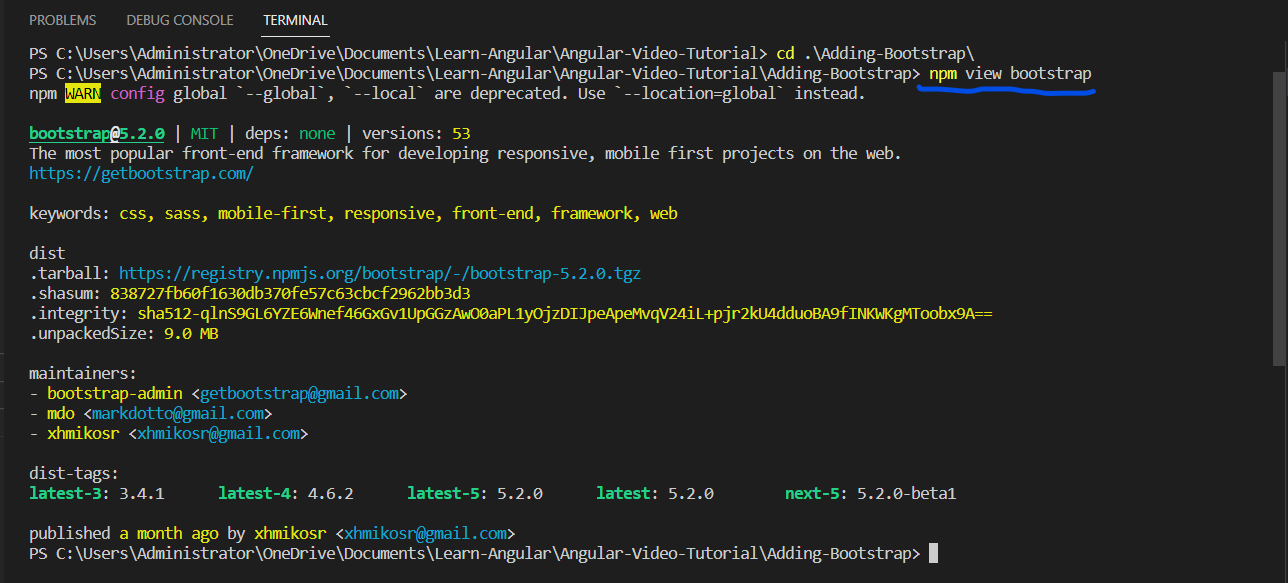 PROBLEMS DEBUG CONSOLE TERMINAL
PS C:\Users\Administrator\OneDrive\Documents\Learn-Angular\Angular-Video-Tutorial> cd .\Adding-Bootstrap\
PS C:\Users\Administrator\OneDrive\Documents\Learn-Angular\Angular-Video-Tutorial\Adding-Bootstrap> npm view bootstrap
npm WARN config global `--global`, `--local` are deprecated. Use `--location=global` instead.
bootstrap@5.2.0 | MIT | deps: none | versions: 53
The most popular front-end framework for developing responsive, mobile first projects on the web.
https://getbootstrap.com/
keywords: css, sass, mobile-first, responsive, front-end, framework, web
dist
.tarball: https://registry.npmjs.org/bootstrap/-/bootstrap-5.2.0.tgz
.shasum: 838727fb60f1630db370fe57c63cbcf2962bb3d3
.integrity: sha512-qlnS9GL6YZE6Wnef46GxGv1UpGGzAwO0aPL1yOjzDIJpeApeMvqV24iL+pjr2kU4dduoBA9fINKWKgMToobx9A==
.unpackedSize: 9.0 MB
maintainers:
- bootstrap-admin <getbootstrap@gmail.com>
- mdo <markdotto@gmail.com>
- xhmikosr <xhmikosr@gmail.com>
dist-tags:
latest-3: 3.4.1 latest-4: 4.6.2 latest-5: 5.2.0 latest: 5.2.0 next-5: 5.2.0-beta1
published a month ago by xhmikosr <xhmikosr@gmail.com>
PS C:\Users\Administrator\OneDrive\Documents\Learn-Angular\Angular-Video-Tutorial\Adding-Bootstrap>